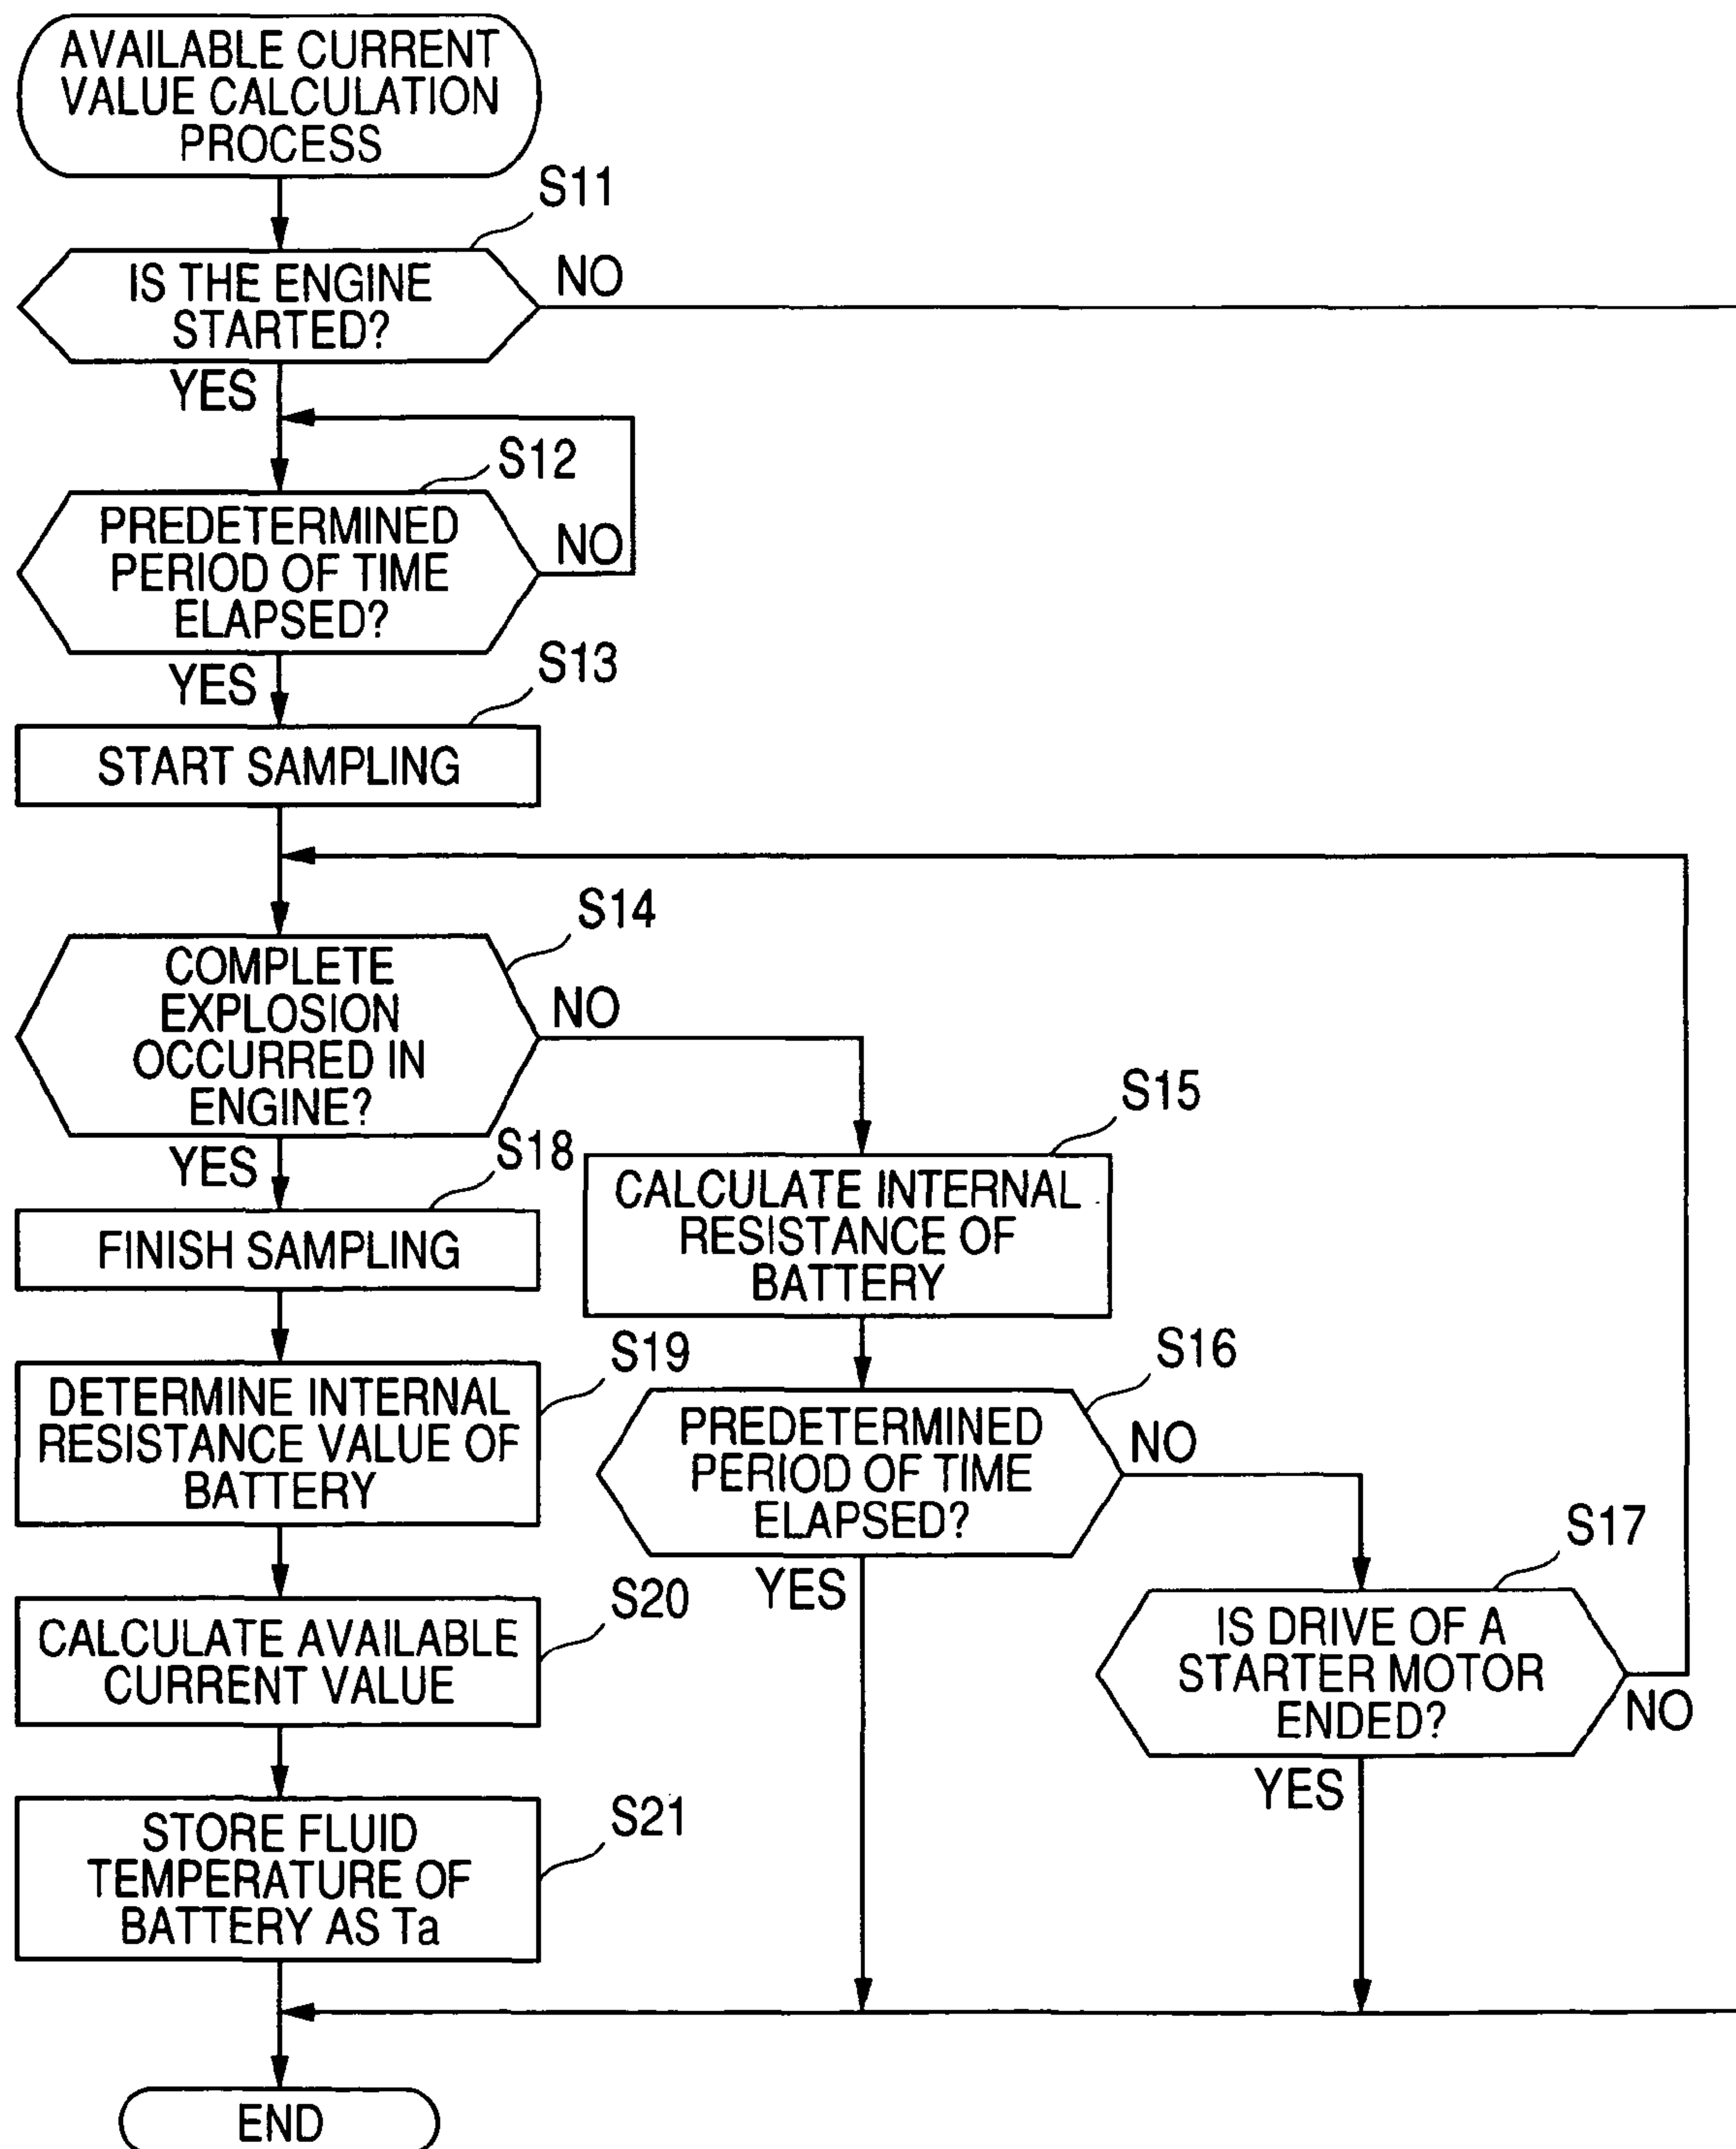 AVAILABLE CURRENT
VALUE CALCULATION
PROCESS
S11
IS THE ENGINE
STARTED?
NO
YES
S12
PREDETERMINED
PERIOD OF TIME
ELAPSED?
NO
YES
S13
START SAMPLING
S14
COMPLETE
EXPLOSION
OCCURRED IN
ENGINE?
NO
YES
S15
CALCULATE INTERNAL
RESISTANCE OF
BATTERY
S16
PREDETERMINED
PERIOD OF TIME
ELAPSED?
NO
YES
S17
IS DRIVE OF A
STARTER MOTOR
ENDED?
NO
YES
S18
FINISH SAMPLING
S19
DETERMINE INTERNAL
RESISTANCE VALUE OF
BATTERY
S20
CALCULATE AVAILABLE
CURRENT VALUE
S21
STORE FLUID
TEMPERATURE OF
BATTERY AS Ta
END